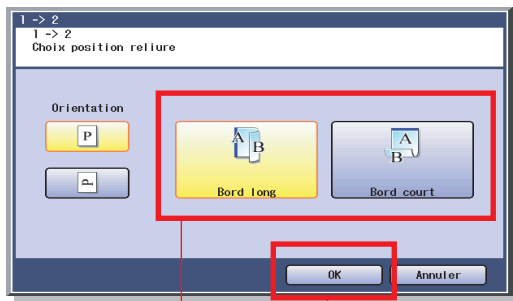 1 -> 2
1 -> 2
Choix position reliure
Orientation
P
P
A
B
Bord long
A
B
Bord court
OK
Annuler